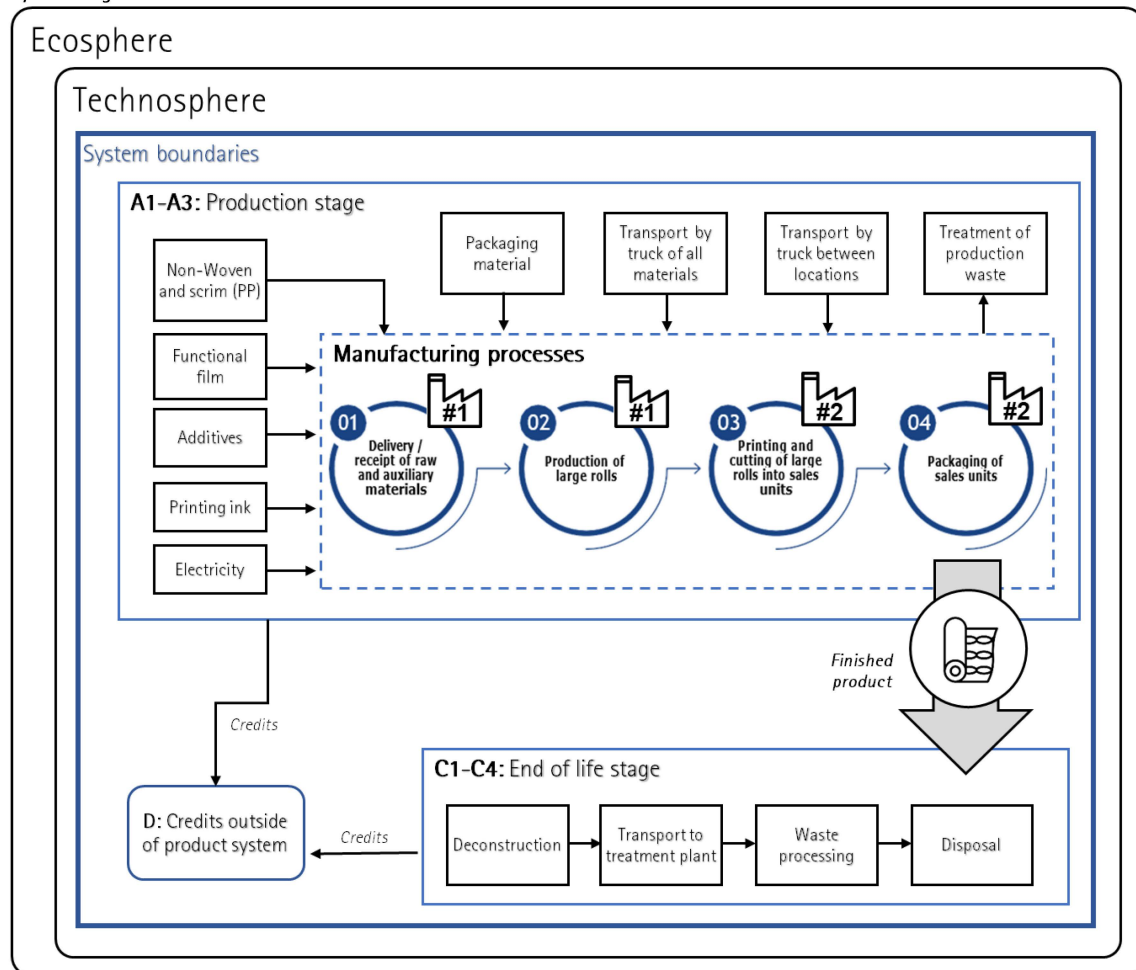 Ecosphere
Technosphere
System boundaries
A1-A3: Production stage
Non-Woven
and scrim (PP)
Packaging
material
Transport by
truck of all
materials
Transport by
truck between
locations
Treatment of
production
waste
Functional
film
Additives
Printing ink
Electricity
Manufacturing processes
01
#1
Delivery /
receipt of raw
and auxiliary
materials
02
#1
Production of
large rolls
03
#2
Printing and
cutting of large
rolls into sales
units
04
#2
Packaging of
sales units
Finished
product
Credits
D: Credits outside
of product system
Credits
C1-C4: End of life stage
Deconstruction
Transport to
treatment plant
Waste
processing
Disposal